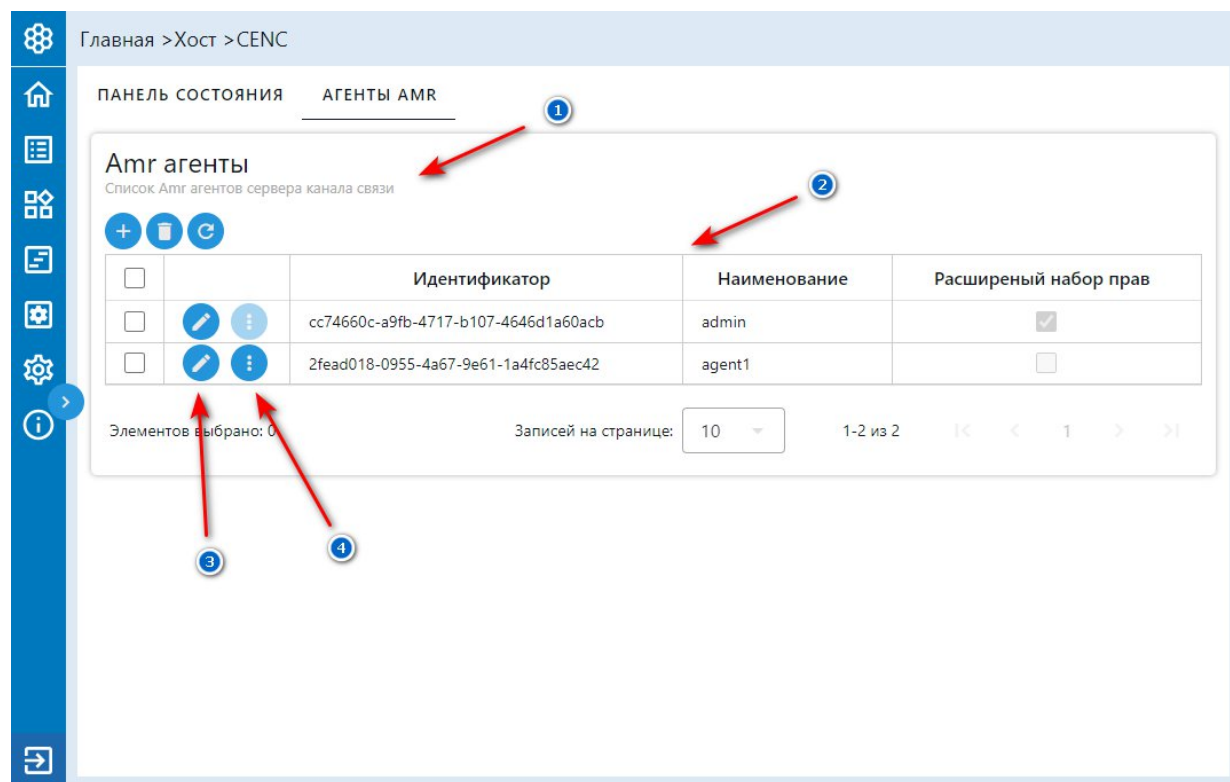 Главная >Хост >CENC
ПАНЕЛЬ СОСТОЯНИЯ АГЕНТЫ AMR
1
Amr агенты
Список Amr агентов сервера канала связи
2
Идентификатор Наименование Расширеный набор прав
cc74660c-a9fb-4717-b107-4646d1a60acb admin
2fead018-0955-4a67-9e61-1a4fc85aec42 agent1
Элементов выбрано: 0 Записей на странице: 10 1-2 из 2 1
3 4